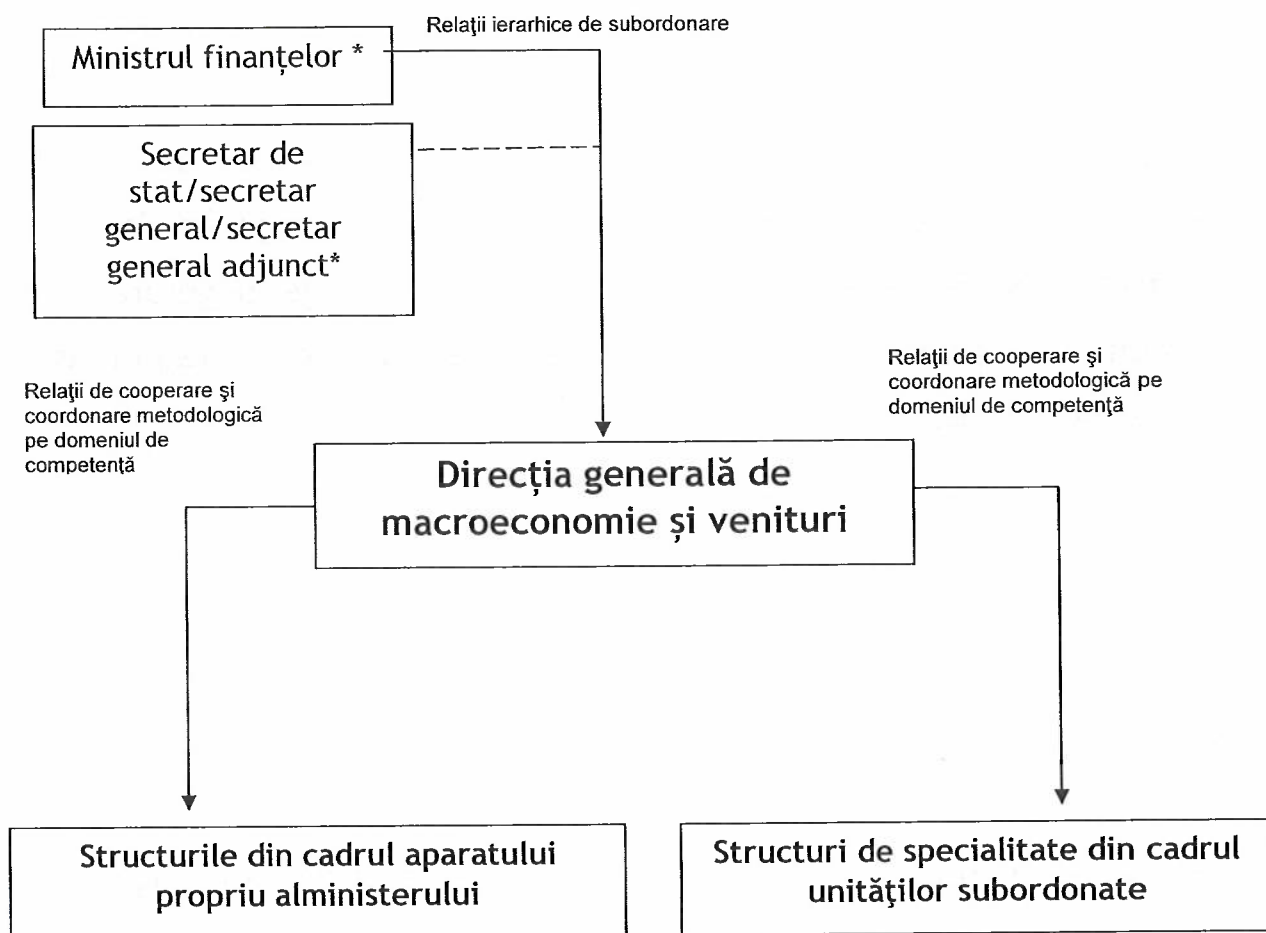 Relaţii ierarhice de subordonare
Ministrul finanțelor *
Secretar de
stat/secretar
general/secretar
general adjunct*
Relaţii de cooperare şi
coordonare metodologică
pe domeniul de
competenţă
Relaţii de cooperare şi
coordonare metodologică pe
domeniul de competenţă
Direcția generală de
macroeconomie și venituri
Structurile din cadrul aparatului
propriu alministerului
Structuri de specialitate din cadrul
unităţilor subordonate